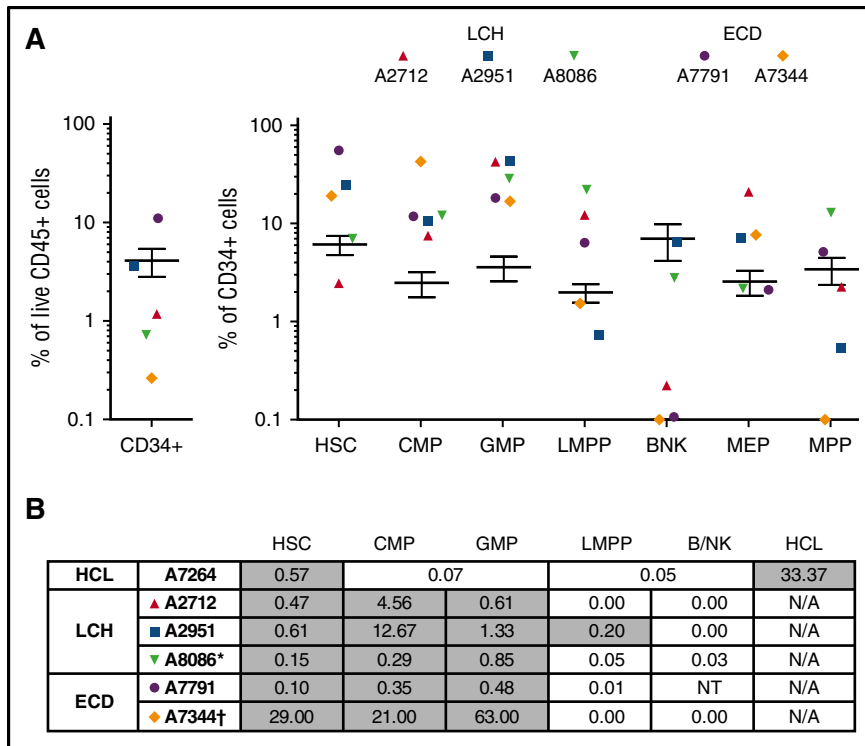 A
LCH ECD
A2712 A2951 A8086 A7791 A7344
% of live CD45+ cells
100
10
1
0.1
CD34+
% of CD34+ cells
100
10
1
0.1
HSC CMP GMP LMPP BNK MEP MPP
B
HSC CMP GMP LMPP B/NK HCL
HCL A7264 0.57 0.07 0.05 33.37
LCH
A2712 0.47 4.56 0.61 0.00 0.00 N/A
A2951 0.61 12.67 1.33 0.20 0.00 N/A
A8086* 0.15 0.29 0.85 0.05 0.03 N/A
ECD
A7791 0.10 0.35 0.48 0.01 NT N/A
A7344† 29.00 21.00 63.00 0.00 0.00 N/A